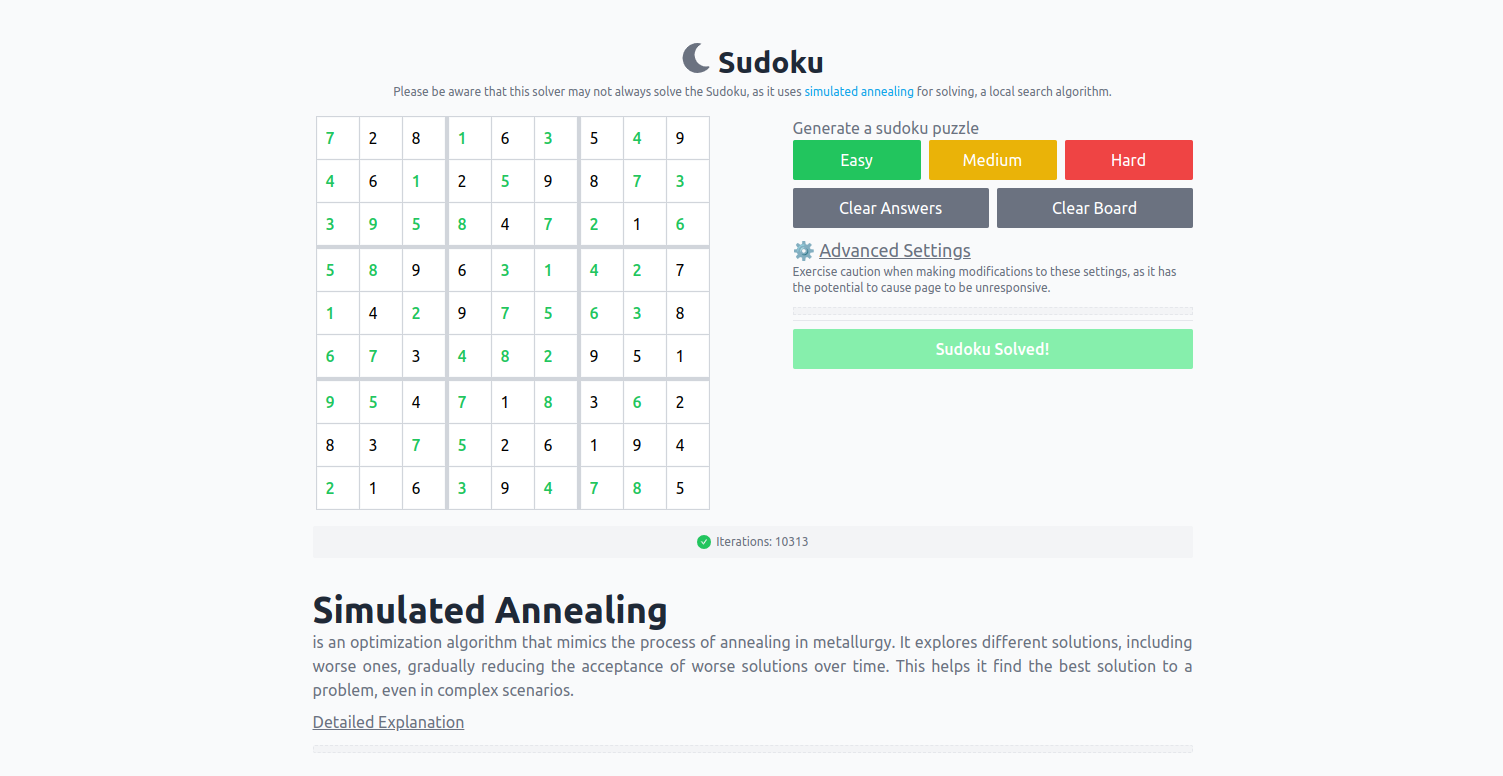 Sudoku
Please be aware that this solver may not always solve the Sudoku, as it uses simulated annealing for solving, a local search algorithm.
7 2 8 1 6 3 5 4 9
4 6 1 2 5 9 8 7 3
3 9 5 8 4 7 2 1 6
5 8 9 6 3 1 4 2 7
1 4 2 9 7 5 6 3 8
6 7 3 4 8 2 9 5 1
9 5 4 7 1 8 3 6 2
8 3 7 5 2 6 1 9 4
2 1 6 3 9 4 7 8 5
Generate a sudoku puzzle
Easy Medium Hard
Clear Answers Clear Board
Advanced Settings
Exercise caution when making modifications to these settings, as it has
the potential to cause page to be unresponsive.
Sudoku Solved!
Iterations: 10313
Simulated Annealing
is an optimization algorithm that mimics the process of annealing in metallurgy. It explores different solutions, including
worse ones, gradually reducing the acceptance of worse solutions over time. This helps it find the best solution to a
problem, even in complex scenarios.
Detailed Explanation